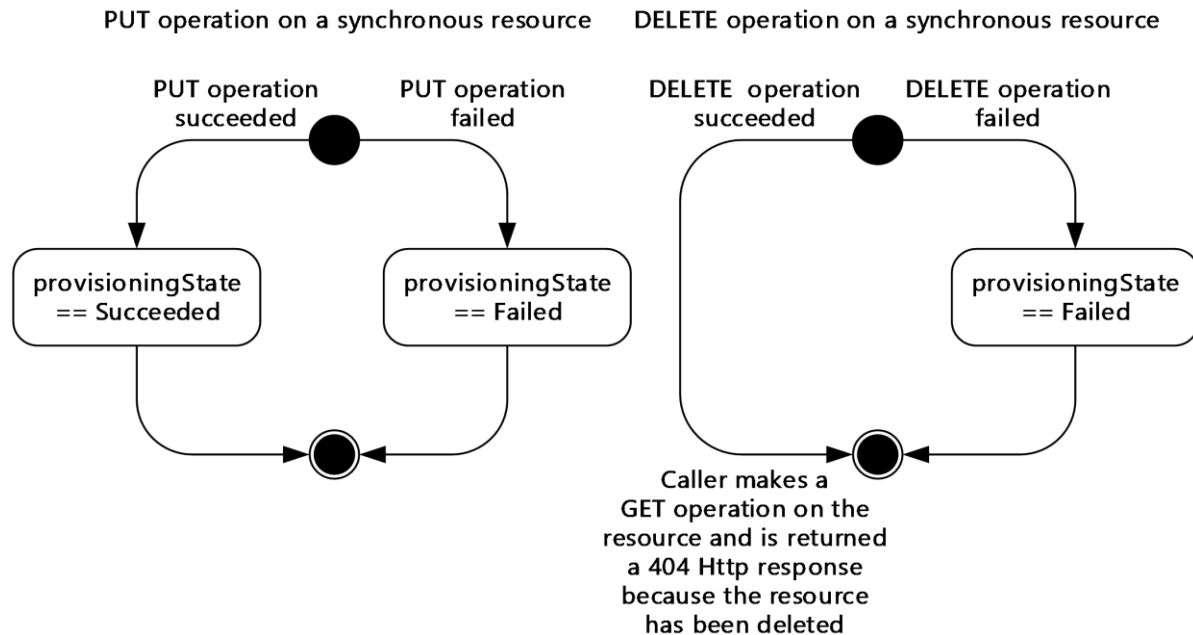 PUT operation on a synchronous resource
PUT operation
succeeded
PUT operation
failed
provisioningState
== Succeeded
provisioningState
== Failed
DELETE operation on a synchronous resource
DELETE operation
succeeded
DELETE operation
failed
provisioningState
== Failed
Caller makes a
GET operation on the
resource and is returned
a 404 Http response
because the resource
has been deleted